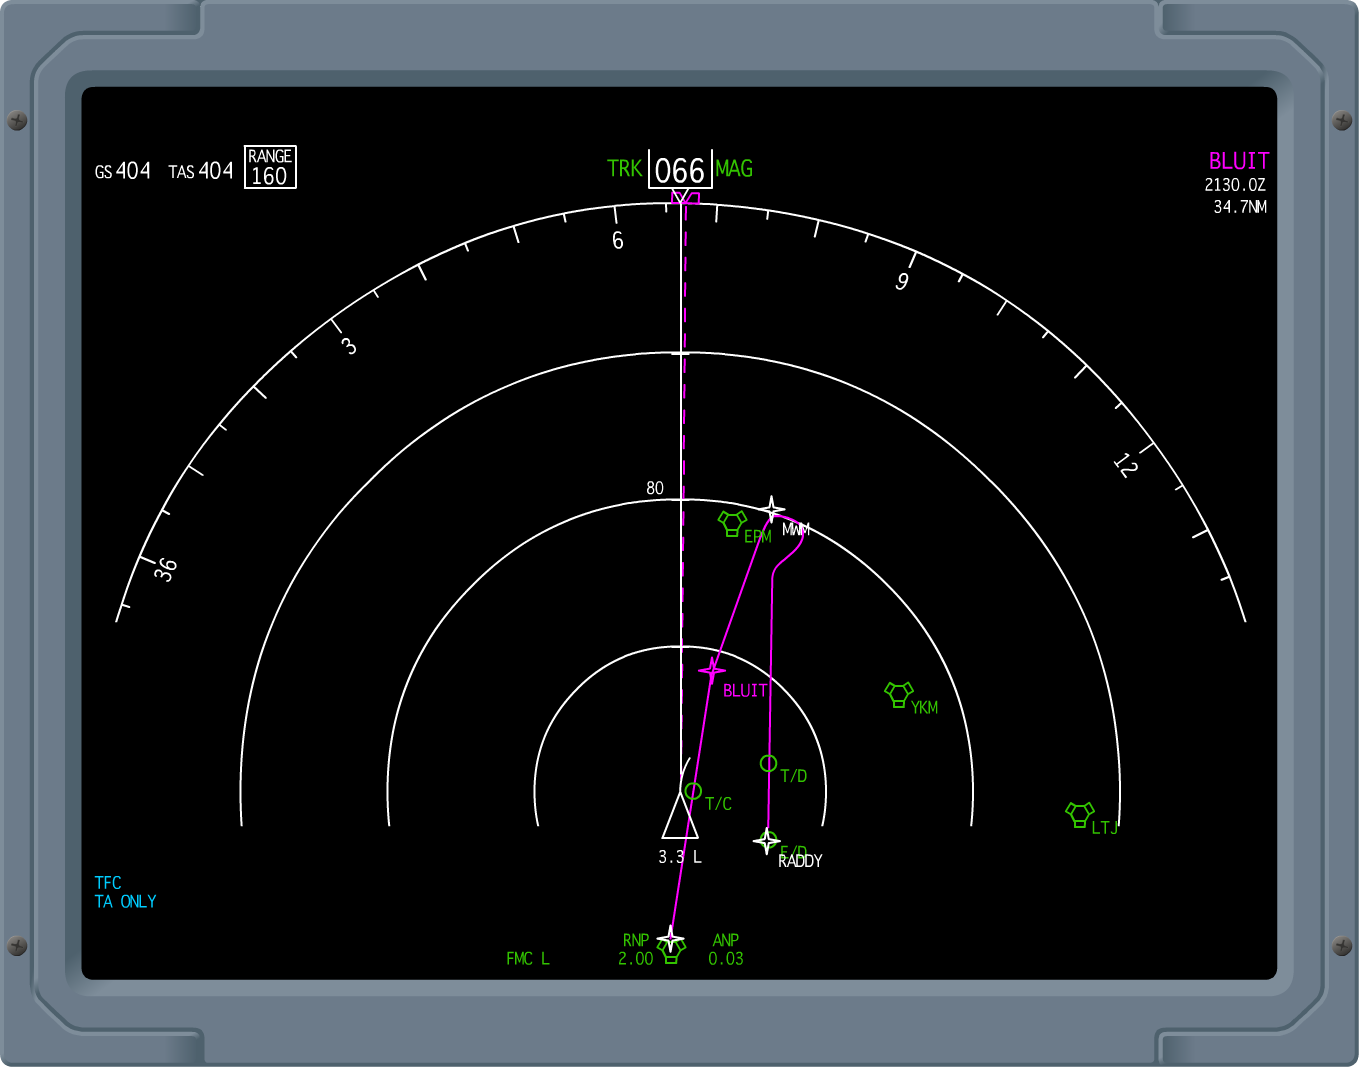 GS 404 TAS 404 RANGE 160
TRK 066 MAG
BLUIT
2130.0Z
34.7NM
6
9
3
12
36
80
EPM
MWM
BLUIT
YKM
T/D
T/C
LTJ
E/D
RADDY
3.3 L
TFC
TA ONLY
RNP ANP
FMC L 2.00 0.03